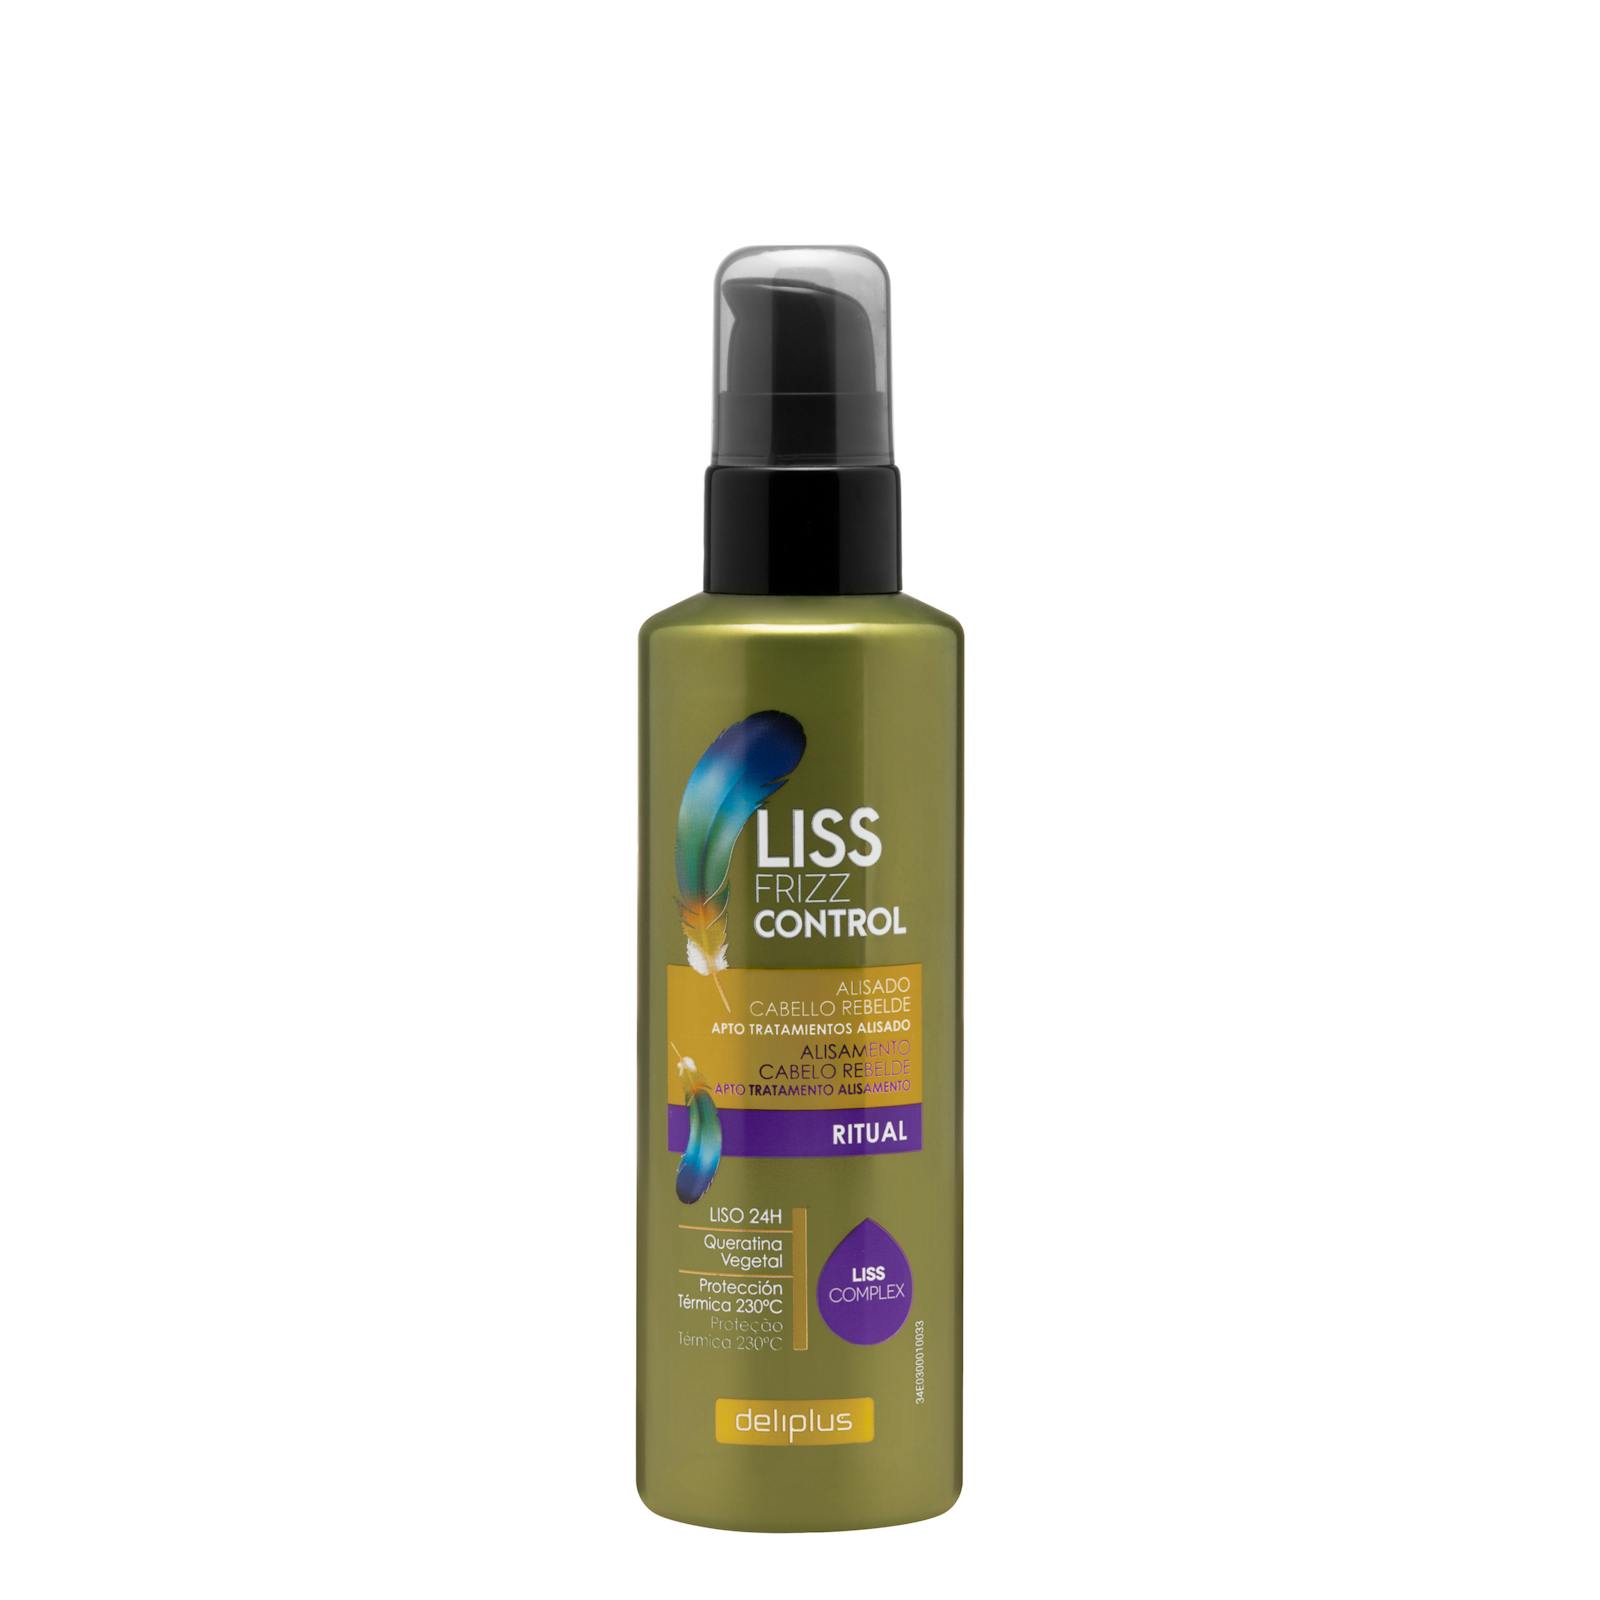 LISS
FRIZZ
CONTROL
ALISADO
CABELLO REBELDE
APTO TRATAMIENTOS ALISADO
ALISAMENTO
CABELO REBELDE
APTO TRATAMENTO ALISAMENTO
RITUAL
LISO 24H
Queratina
Vegetal
Protección
Térmica 230ºC
Proteção
Térmica 230ºC
LISS
COMPLEX
34E0300010033
deliplus